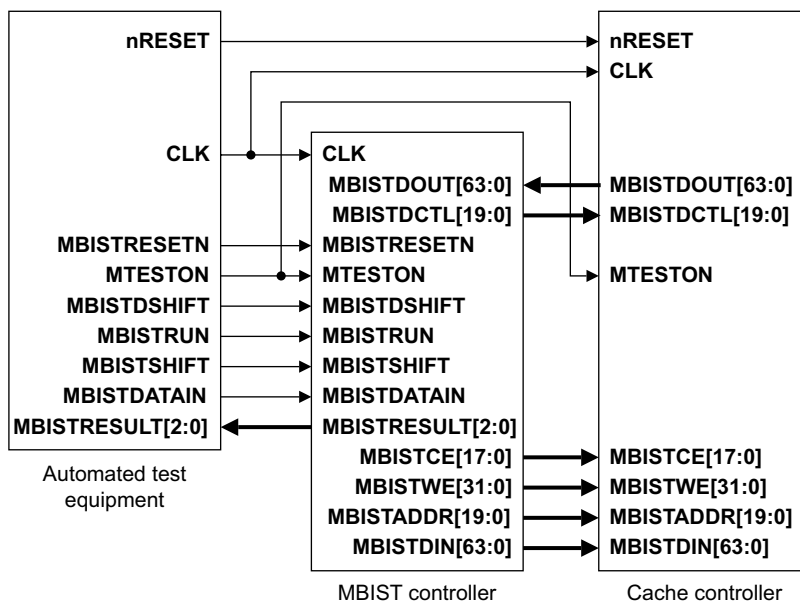 nRESET
CLK
MBISTRESETN
MTESTON
MBISTDSHIFT
MBISTRUN
MBISTSHIFT
MBISTDATAIN
MBISTRESULT[2:0]
Automated test
equipment
CLK
MBISTDOUT[63:0]
MBISTDCTL[19:0]
MBISTRESETN
MTESTON
MBISTDSHIFT
MBISTRUN
MBISTSHIFT
MBISTDATAIN
MBISTRESULT[2:0]
MBISTCE[17:0]
MBISTWE[31:0]
MBISTADDR[19:0]
MBISTDIN[63:0]
MBIST controller
nRESET
CLK
MBISTDOUT[63:0]
MBISTDCTL[19:0]
MTESTON
MBISTCE[17:0]
MBISTWE[31:0]
MBISTADDR[19:0]
MBISTDIN[63:0]
Cache controller